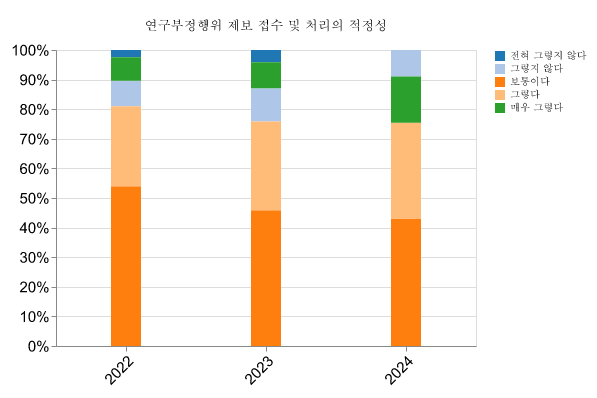 연구부정행위 제보 접수 및 처리의 적정성
100%
90%
80%
70%
60%
50%
40%
30%
20%
10%
0%
2022
2023
2024
전혀 그렇지 않다
그렇지 않다
보통이다
그렇다
매우 그렇다